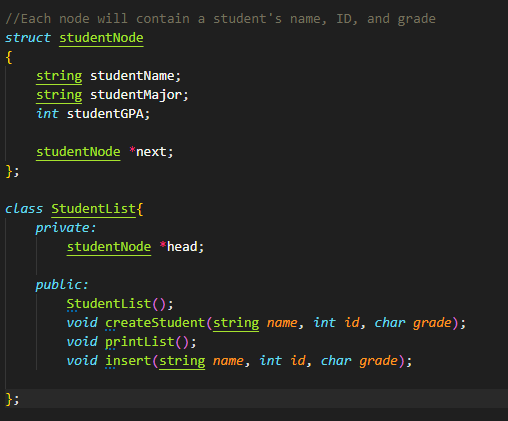 //Each node will contain a student's name, ID, and grade
struct studentNode
{
string studentName;
string studentMajor;
int studentGPA;
studentNode *next;
};
class StudentList{
private:
studentNode *head;
public:
StudentList();
void createStudent(string name, int id, char grade);
void printList();
void insert(string name, int id, char grade);
};